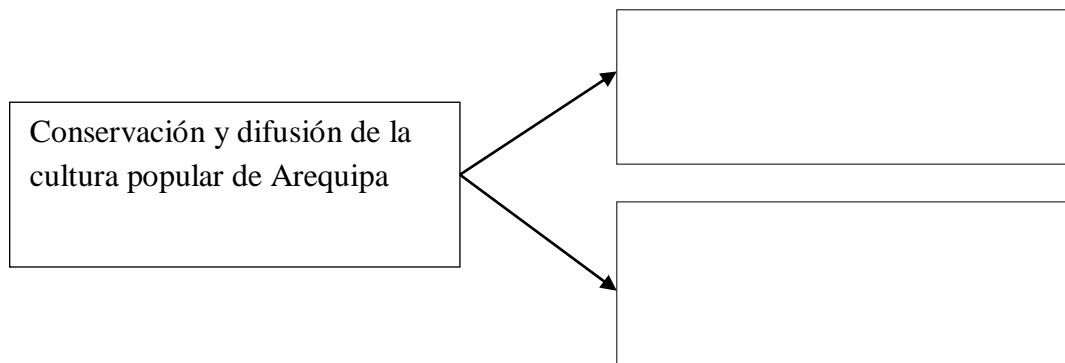 Conservación y difusión de la
cultura popular de Arequipa